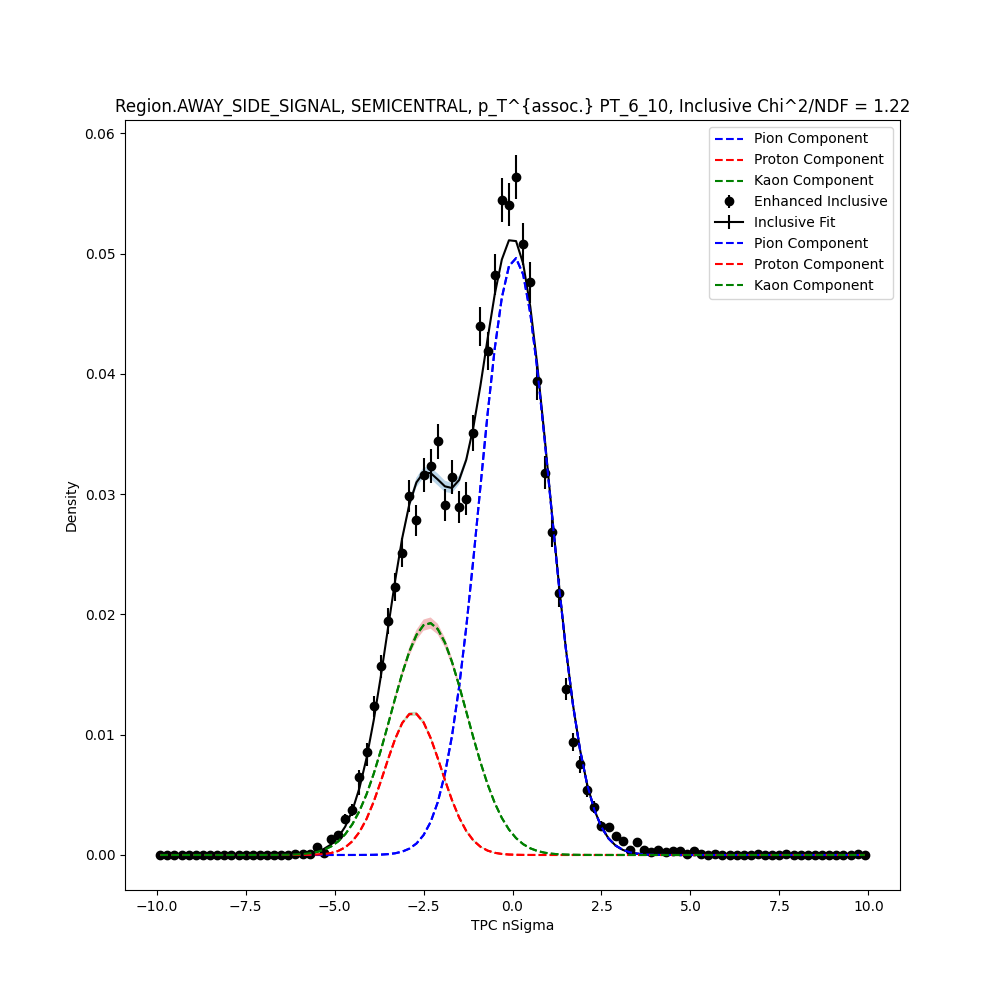 Region.AWAY_SIDE_SIGNAL, SEMICENTRAL, p_T^{assoc.} PT_6_10, Inclusive Chi^2/NDF = 1.22
Pion Component
Proton Component
Kaon Component
Enhanced Inclusive
Inclusive Fit
Pion Component
Proton Component
Kaon Component
0.06
0.05
0.04
0.03
0.02
0.01
0.00
Density
−10.0 −7.5 −5.0 −2.5 0.0 2.5 5.0 7.5 10.0
TPC nSigma